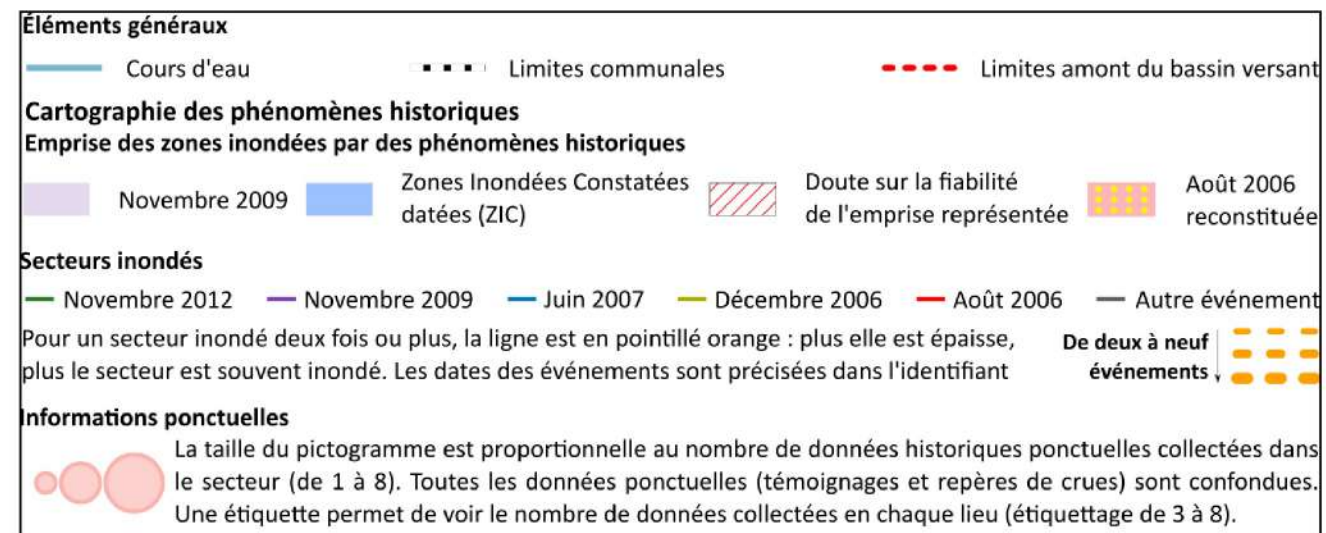 Éléments généraux
Cours d'eau Limites communales Limites amont du bassin versant
Cartographie des phénomènes historiques
Emprise des zones inondées par des phénomènes historiques
Novembre 2009
Zones Inondées Constatées
datées (ZIC)
Doute sur la fiabilité
de l'emprise représentée
Août 2006
reconstituée
Secteurs inondés
Novembre 2012 Novembre 2009 Juin 2007 Décembre 2006 Août 2006 Autre événement
Pour un secteur inondé deux fois ou plus, la ligne est en pointillé orange : plus elle est épaisse,
plus le secteur est souvent inondé. Les dates des événements sont précisées dans l'identifiant
De deux à neuf
événements
Informations ponctuelles
La taille du pictogramme est proportionnelle au nombre de données historiques ponctuelles collectées dans
le secteur (de 1 à 8). Toutes les données ponctuelles (témoignages et repères de crues) sont confondues.
Une étiquette permet de voir le nombre de données collectées en chaque lieu (étiquettage de 3 à 8).